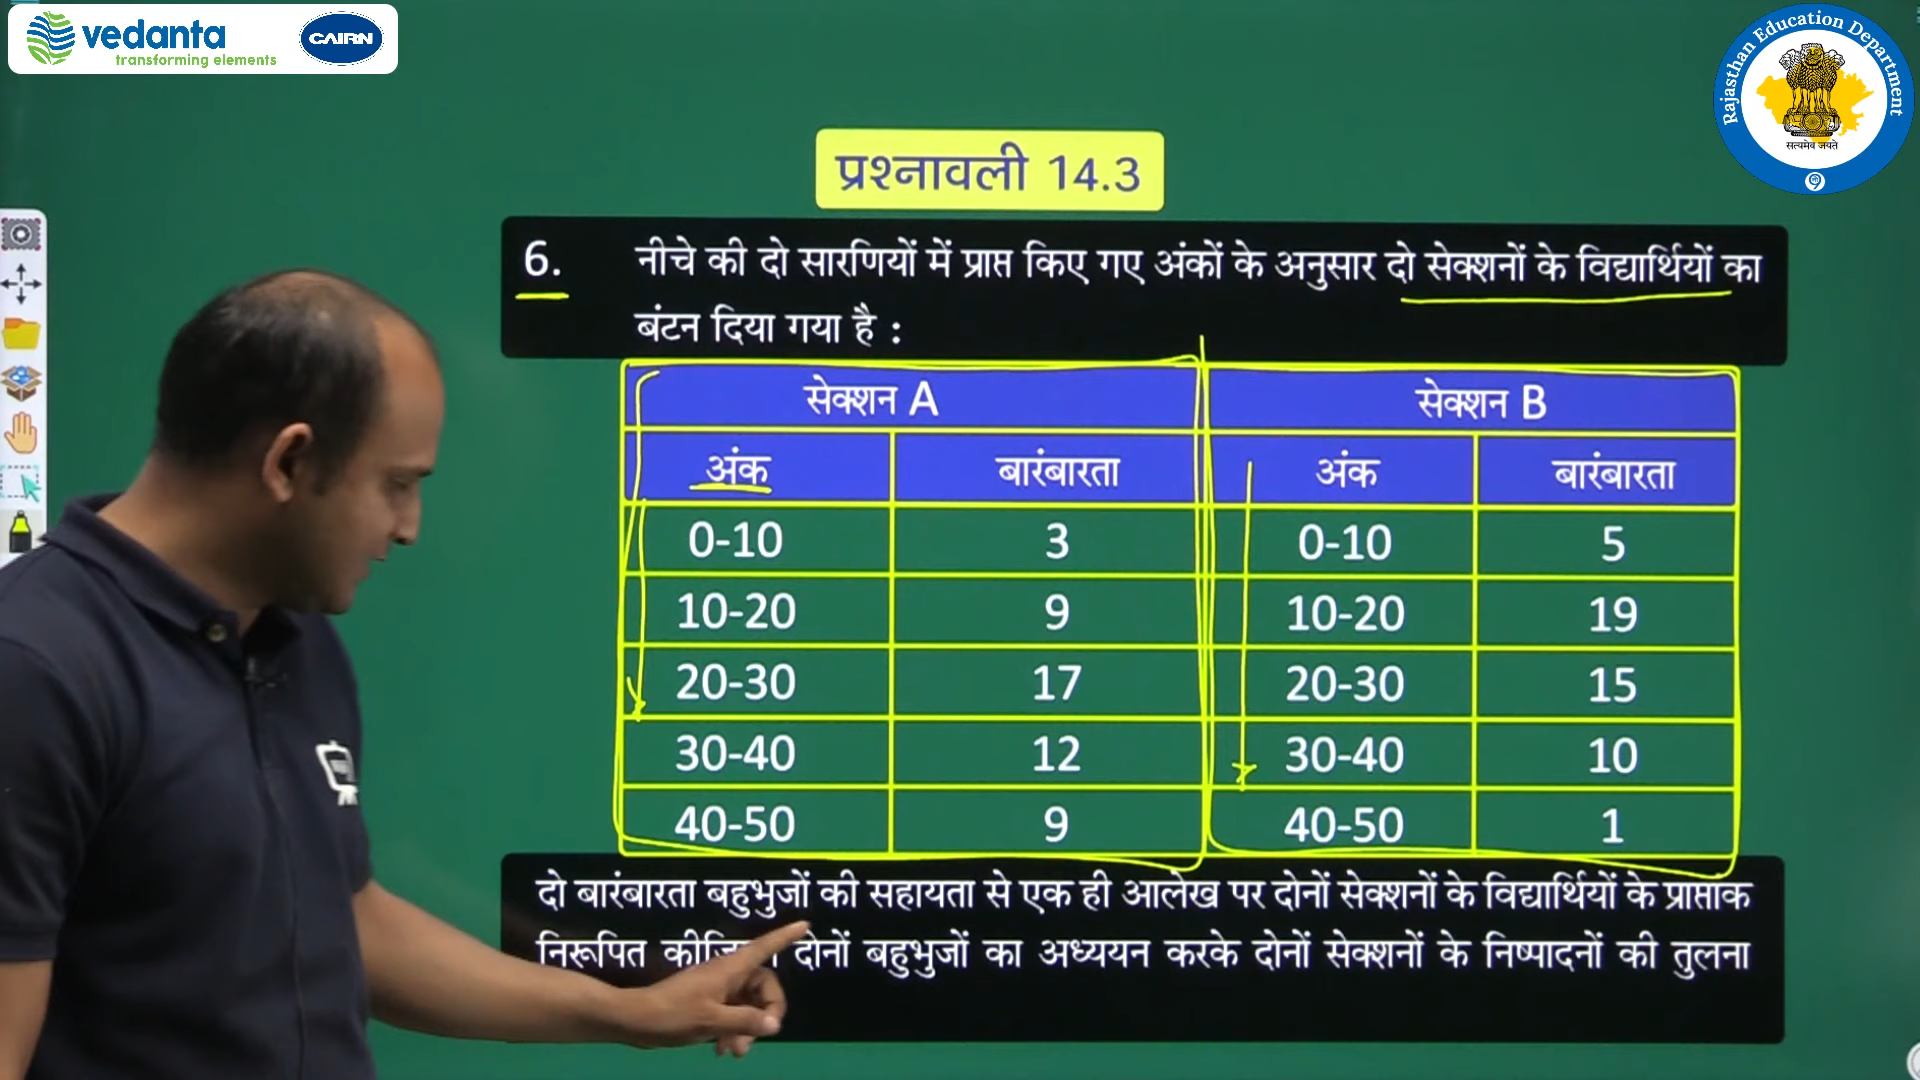 vedanta
transforming elements
CAIRN
Rajasthan Education Department
सत्यमेव जयते
प्रश्नावली 14.3
6. नीचे की दो सारणियों में प्राप्त किए गए अंकों के अनुसार दो सेक्शनों के विद्यार्थियों का
बंटन दिया गया है :
सेक्शन A सेक्शन B
अंक बारंबारता अंक बारंबारता
0-10 3 0-10 5
10-20 9 10-20 19
20-30 17 20-30 15
30-40 12 30-40 10
40-50 9 40-50 1
दो बारंबारता बहुभुजों की सहायता से एक ही आलेख पर दोनों सेक्शनों के विद्यार्थियों के प्राप्ताक
निरूपित दोनों बहुभुजों का अध्ययन करके दोनों सेक्शनों के निष्पादनों की तुलना